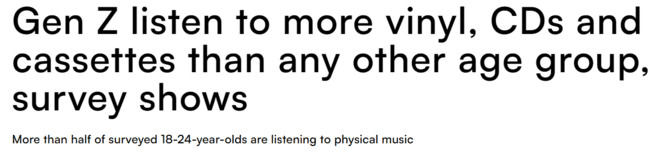 Gen Z listen to more vinyl, CDs and
cassettes than any other age group,
survey shows
More than half of surveyed 18-24-year-olds are listening to physical music